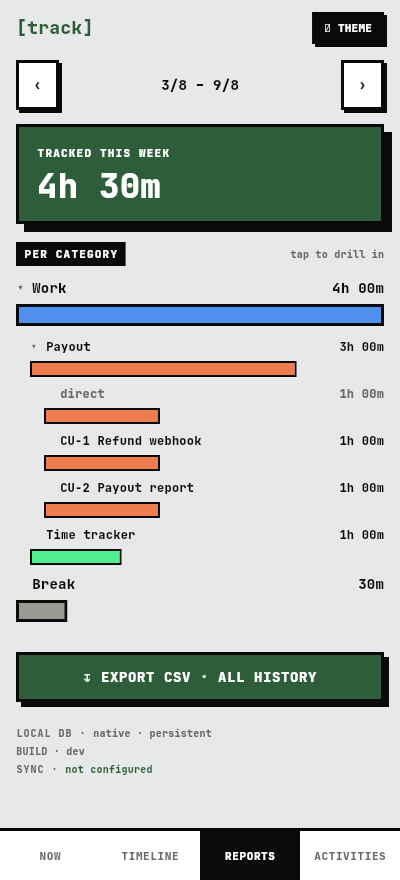 [track]
THEME
‹ 3/8 – 9/8 ›
TRACKED THIS WEEK
4h 30m
PER CATEGORY tap to drill in
▾ Work 4h 00m
▾ Payout 3h 00m
direct 1h 00m
CU-1 Refund webhook 1h 00m
CU-2 Payout report 1h 00m
Time tracker 1h 00m
Break 30m
↧ EXPORT CSV · ALL HISTORY
LOCAL DB · native · persistent
BUILD · dev
SYNC · not configured
NOW TIMELINE REPORTS ACTIVITIES